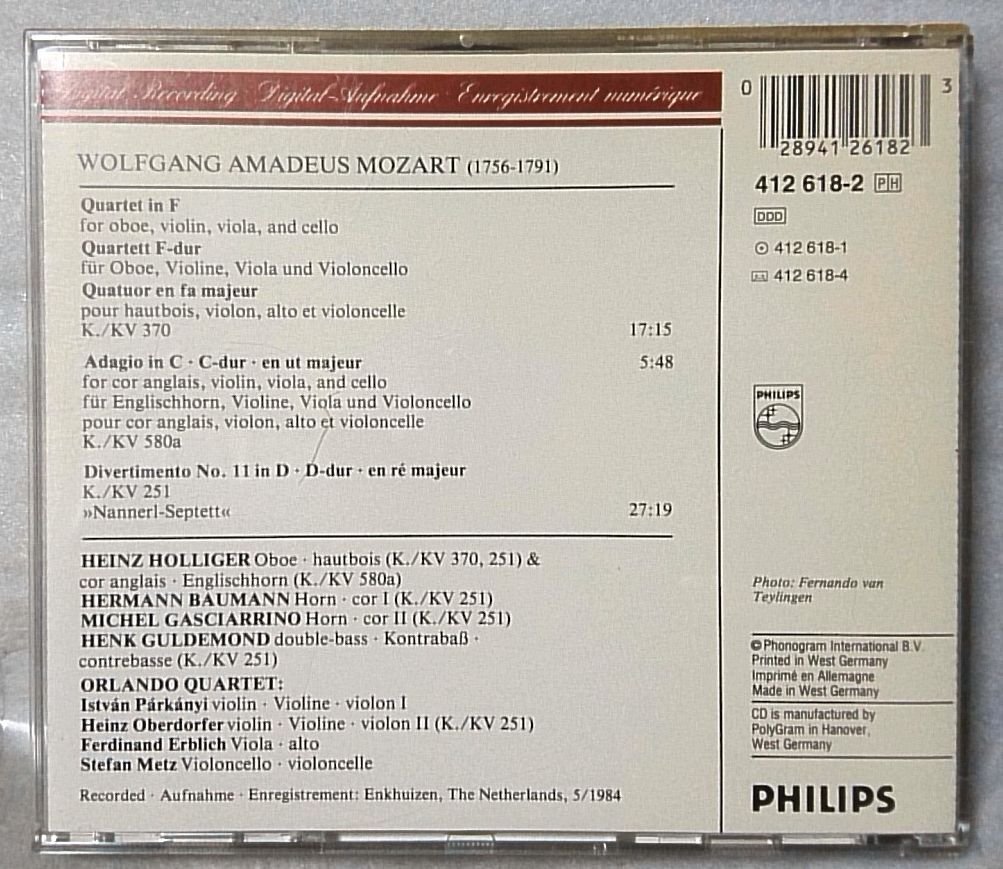 Digital Recording Digital-Aufnahme Enregistrement numérique
WOLFGANG AMADEUS MOZART (1756-1791)
Quartet in F
for oboe, violin, viola, and cello
Quartett F-dur
für Oboe, Violine, Viola und Violoncello
Quatuor en fa majeur
pour hautbois, violon, alto et violoncelle
K./KV 370 17:15
Adagio in C · C-dur · en ut majeur 5:48
for cor anglais, violin, viola, and cello
für Englischhorn, Violine, Viola und Violoncello
pour cor anglais, violon, alto et violoncelle
K./KV 580a
Divertimento No. 11 in D · D-dur · en ré majeur
K./KV 251
»Nannerl-Septett« 27:19
HEINZ HOLLIGER Oboe · hautbois (K./KV 370, 251) &
cor anglais · Englischhorn (K./KV 580a)
HERMANN BAUMANN Horn · cor I (K./KV 251)
MICHEL GASCIARRINO Horn · cor II (K./KV 251)
HENK GULDEMOND double-bass · Kontrabaß ·
contrebasse (K./KV 251)
ORLANDO QUARTET:
István Párkányi violin · Violine · violon I
Heinz Oberdorfer violin · Violine · violon II (K./KV 251)
Ferdinand Erblich Viola · alto
Stefan Metz Violoncello · violoncelle
Recorded · Aufnahme · Enregistrement: Enkhuizen, The Netherlands, 5/1984
0 28941 26182 3
412 618-2 PH
DDD
412 618-1
412 618-4
PHILIPS
Photo: Fernando van
Teylingen
© Phonogram International B.V.
Printed in West Germany
Imprimé en Allemagne
Made in West Germany
CD is manufactured by
PolyGram in Hanover,
West Germany
PHILIPS